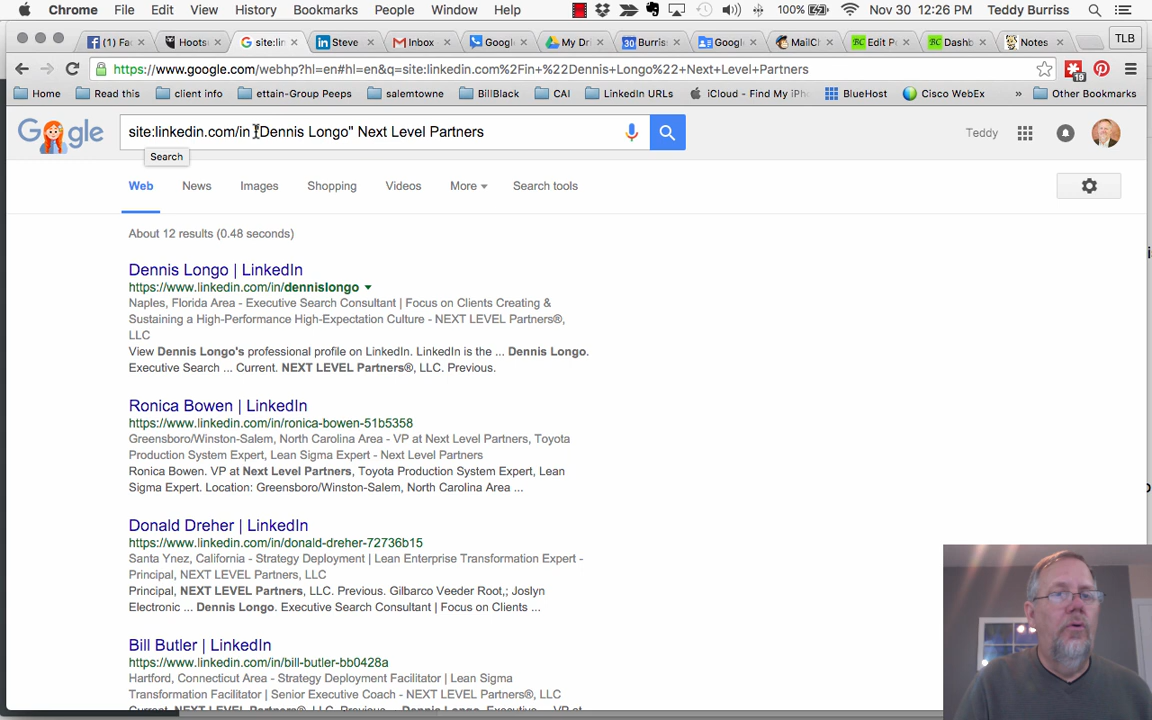 Chrome File Edit View History Bookmarks People Window Help 100% Nov 30 12:26 PM Teddy Burriss
(1) Fac Hootsu site:lin Steve Inbox Google My Dr 30 Burris Googl MailCh BC Edit P BC Dashb Notes TLB
https://www.google.com/webhp?hl=en#hl=en&q=site:linkedin.com%2Fin+%22Dennis+Longo%22+Next+Level+Partners 19
Home Read this client info ettain-Group Peeps salemtowne BillBlack CAI LinkedIn URLs iCloud - Find My iPh BlueHost Cisco WebEx » Other Bookmarks
Google site:linkedin.com/in "Dennis Longo" Next Level Partners Teddy
Search
Web News Images Shopping Videos More Search tools
About 12 results (0.48 seconds)
Dennis Longo | LinkedIn
https://www.linkedin.com/in/dennislongo
Naples, Florida Area - Executive Search Consultant | Focus on Clients Creating &
Sustaining a High-Performance High-Expectation Culture - NEXT LEVEL Partners®,
LLC
View Dennis Longo's professional profile on LinkedIn. LinkedIn is the ... Dennis Longo.
Executive Search ... Current. NEXT LEVEL Partners®, LLC. Previous.
Ronica Bowen | LinkedIn
https://www.linkedin.com/in/ronica-bowen-51b5358
Greensboro/Winston-Salem, North Carolina Area - VP at Next Level Partners, Toyota
Production System Expert, Lean Sigma Expert - Next Level Partners
Ronica Bowen. VP at Next Level Partners, Toyota Production System Expert, Lean
Sigma Expert. Location: Greensboro/Winston-Salem, North Carolina Area ...
Donald Dreher | LinkedIn
https://www.linkedin.com/in/donald-dreher-72736b15
Santa Ynez, California - Strategy Deployment | Lean Enterprise Transformation Expert -
Principal, NEXT LEVEL Partners, LLC
Principal, NEXT LEVEL Partners, LLC. Previous. Gilbarco Veeder Root,; Joslyn
Electronic ... Dennis Longo. Executive Search Consultant | Focus on Clients ...
Bill Butler | LinkedIn
https://www.linkedin.com/in/bill-butler-bb0428a
Hartford, Connecticut Area - Strategy Deployment Facilitator | Lean Sigma
Transformation Facilitator | Senior Executive Coach - NEXT LEVEL Partners®, LLC